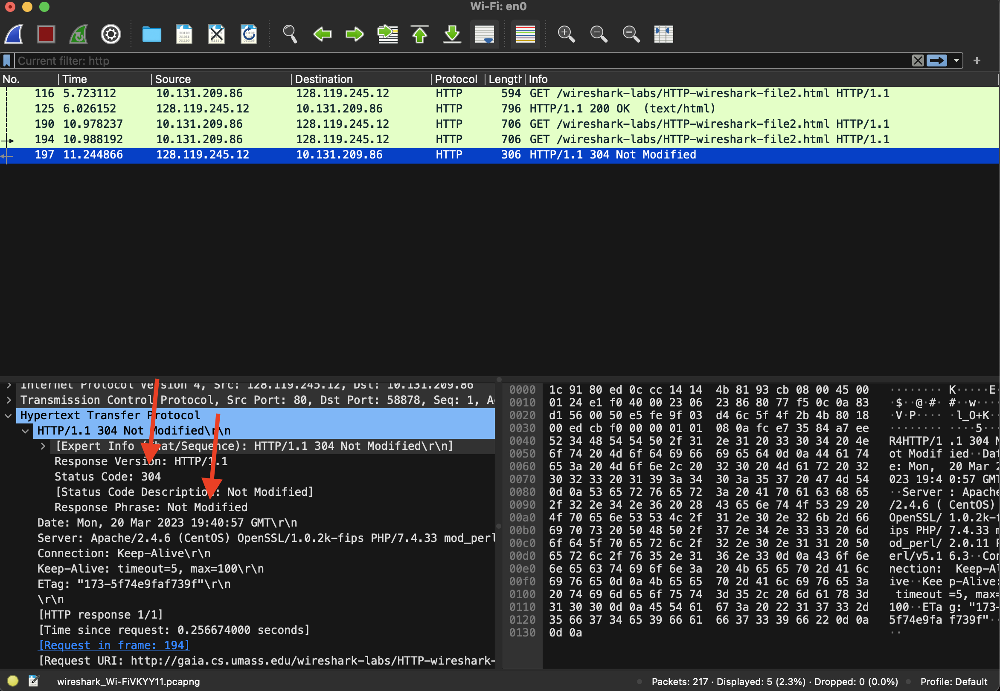 Wi-Fi: en0
Current filter: http
No. Time Source Destination Protocol Length Info
116 5.723112 10.131.209.86 128.119.245.12 HTTP 594 GET /wireshark-labs/HTTP-wireshark-file2.html HTTP/1.1
125 6.026152 128.119.245.12 10.131.209.86 HTTP 796 HTTP/1.1 200 OK  (text/html)
190 10.978237 10.131.209.86 128.119.245.12 HTTP 706 GET /wireshark-labs/HTTP-wireshark-file2.html HTTP/1.1
194 10.988192 10.131.209.86 128.119.245.12 HTTP 706 GET /wireshark-labs/HTTP-wireshark-file2.html HTTP/1.1
197 11.244866 128.119.245.12 10.131.209.86 HTTP 306 HTTP/1.1 304 Not Modified
Internet Protocol Version 4, Src: 128.119.245.12, Dst: 10.131.209.86
Transmission Control Protocol, Src Port: 80, Dst Port: 58878, Seq: 1, A
Hypertext Transfer Protocol
HTTP/1.1 304 Not Modified\r\n
[Expert Info (Chat/Sequence): HTTP/1.1 304 Not Modified\r\n]
Response Version: HTTP/1.1
Status Code: 304
[Status Code Description: Not Modified]
Response Phrase: Not Modified
Date: Mon, 20 Mar 2023 19:40:57 GMT\r\n
Server: Apache/2.4.6 (CentOS) OpenSSL/1.0.2k-fips PHP/7.4.33 mod_perl
Connection: Keep-Alive\r\n
Keep-Alive: timeout=5, max=100\r\n
ETag: "173-5f74e9faf739f"\r\n
\r\n
[HTTP response 1/1]
[Time since request: 0.256674000 seconds]
[Request in frame: 194]
[Request URI: http://gaia.cs.umass.edu/wireshark-labs/HTTP-wireshark-
0000 1c 91 80 ed 0c cc 14 14 4b 81 93 cb 08 00 45 00 ········ K·····E·
0010 01 24 e1 f0 40 00 23 06 23 86 80 77 f5 0c 0a 83 ·$··@·#· #··w····
0020 d1 56 00 50 e5 fe 9f 03 d4 6c 5f 4f 2b 4b 80 18 ·V·P···· ·l_O+K··
0030 00 ed cb f0 00 00 01 01 08 0a fc e7 35 84 a7 ee ········ ····5···
0040 52 34 48 54 54 50 2f 31 2e 31 20 33 30 34 20 4e R4HTTP/1 .1 304 N
0050 6f 74 20 4d 6f 64 69 66 69 65 64 0d 0a 44 61 74 ot Modif ied··Dat
0060 65 3a 20 4d 6f 6e 2c 20 32 30 20 4d 61 72 20 32 e: Mon,  20 Mar 2
0070 30 32 33 20 31 39 3a 34 30 3a 35 37 20 47 4d 54 023 19:4 0:57 GMT
0080 0d 0a 53 65 72 76 65 72 3a 20 41 70 61 63 68 65 ··Server : Apache
0090 2f 32 2e 34 2e 36 20 28 43 65 6e 74 4f 53 29 20 /2.4.6 ( CentOS)
00a0 4f 70 65 6e 53 53 4c 2f 31 2e 30 2e 32 6b 2d 66 OpenSSL/ 1.0.2k-f
00b0 69 70 73 20 50 48 50 2f 37 2e 34 2e 33 33 20 6d ips PHP/ 7.4.33 m
00c0 6f 64 5f 70 65 72 6c 2f 32 2e 30 2e 31 31 20 50 od_perl/ 2.0.11 P
00d0 65 72 6c 2f 76 35 2e 31 36 2e 33 0d 0a 43 6f 6e erl/v5.1 6.3··Con
00e0 6e 65 63 74 69 6f 6e 3a 20 4b 65 65 70 2d 41 6c nection:  Keep-Al
00f0 69 76 65 0d 0a 4b 65 65 70 2d 41 6c 69 76 65 3a ive··Kee p-Alive:
0100 20 74 69 6d 65 6f 75 74 3d 35 2c 20 6d 61 78 3d  timeout =5, max=
0110 31 30 30 0d 0a 45 54 61 67 3a 20 22 31 37 33 2d 100··ETa g: "173-
0120 35 66 37 34 65 39 66 61 66 37 33 39 66 22 0d 0a 5f74e9fa f739f"··
0130 0d 0a ··
wireshark_Wi-FiVKYY11.pcapng Packets: 217 · Displayed: 5 (2.3%) · Dropped: 0 (0.0%) Profile: Default